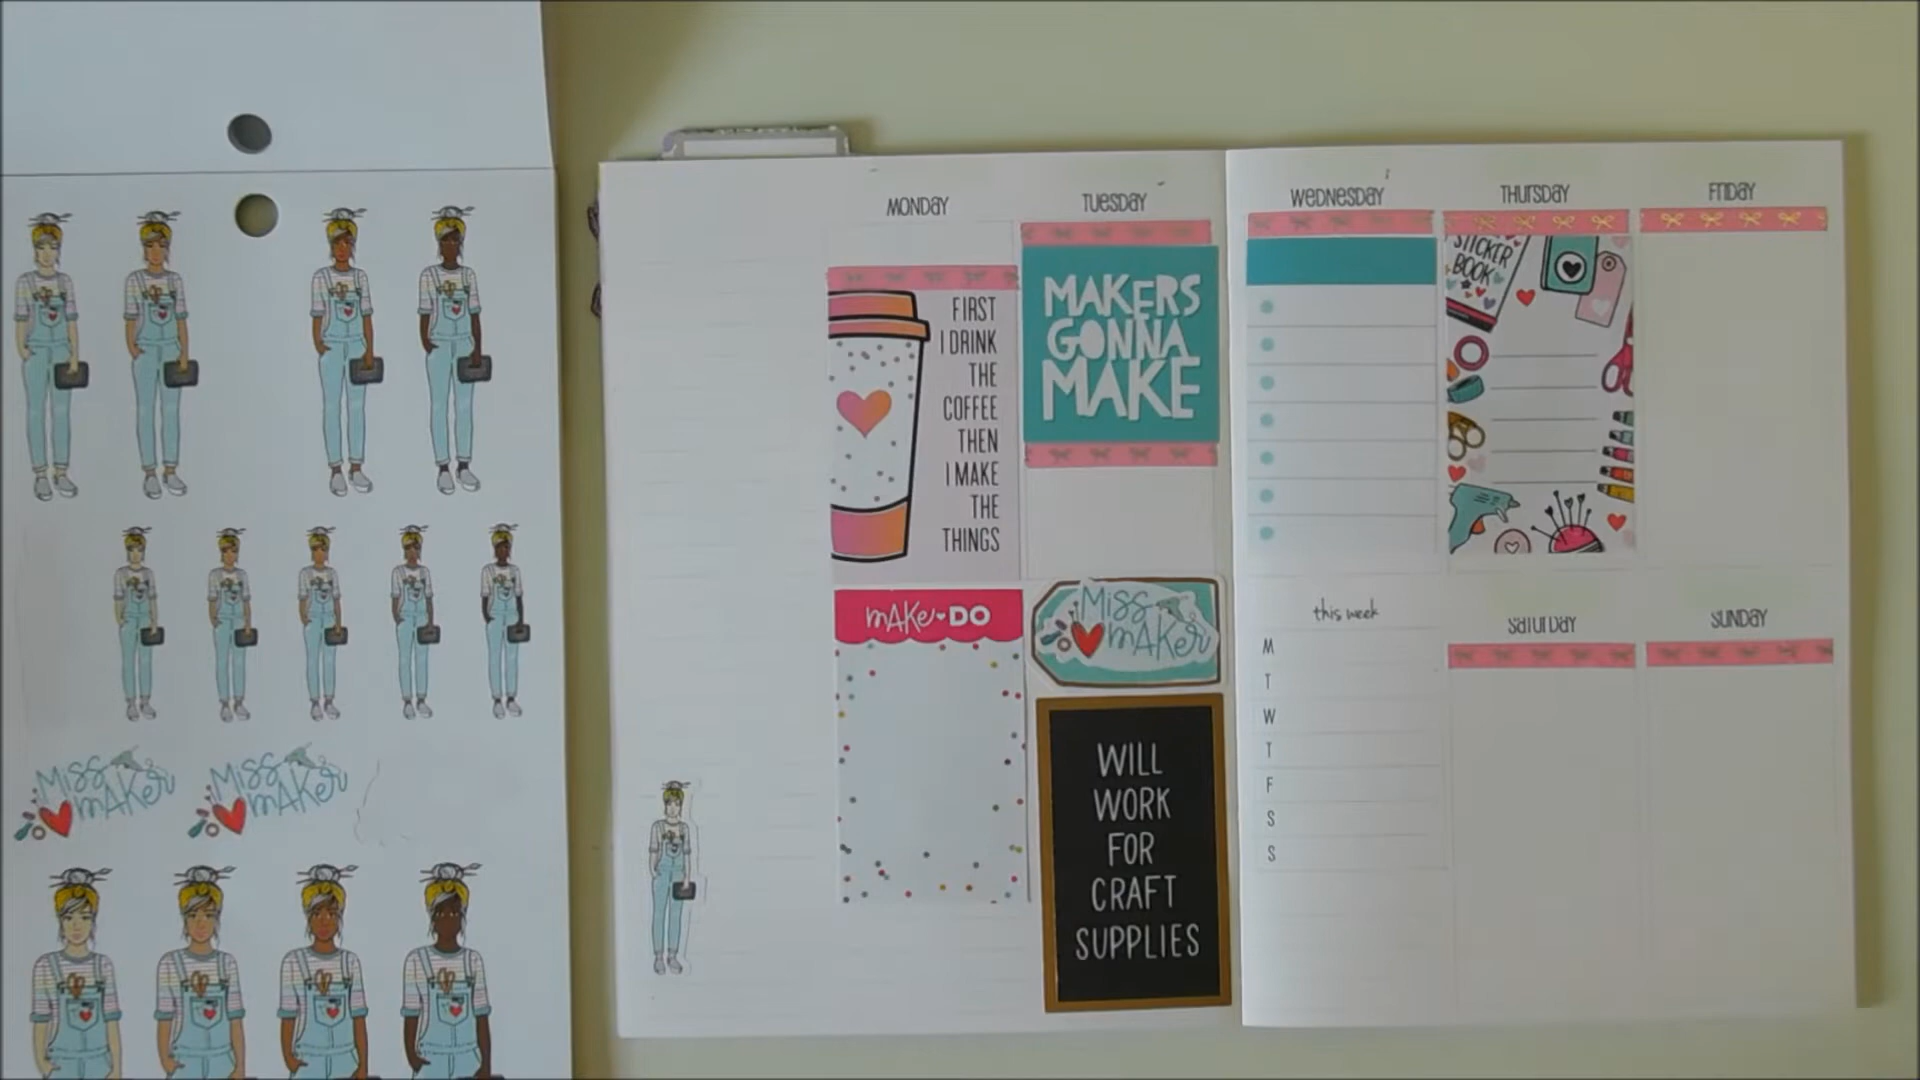 MONDAY
TUESDAY
WEDNESDAY
THURSDAY
FRIDAY
FIRST
I DRINK
THE
COFFEE
THEN
I MAKE
THE
THINGS
MAKERS
GONNA
MAKE
STICKER
BOOK
make DO
Miss
maker
WILL
WORK
FOR
CRAFT
SUPPLIES
this week
M
T
W
T
F
S
S
SATURDAY
SUNDAY
Miss
maker
Miss
maker